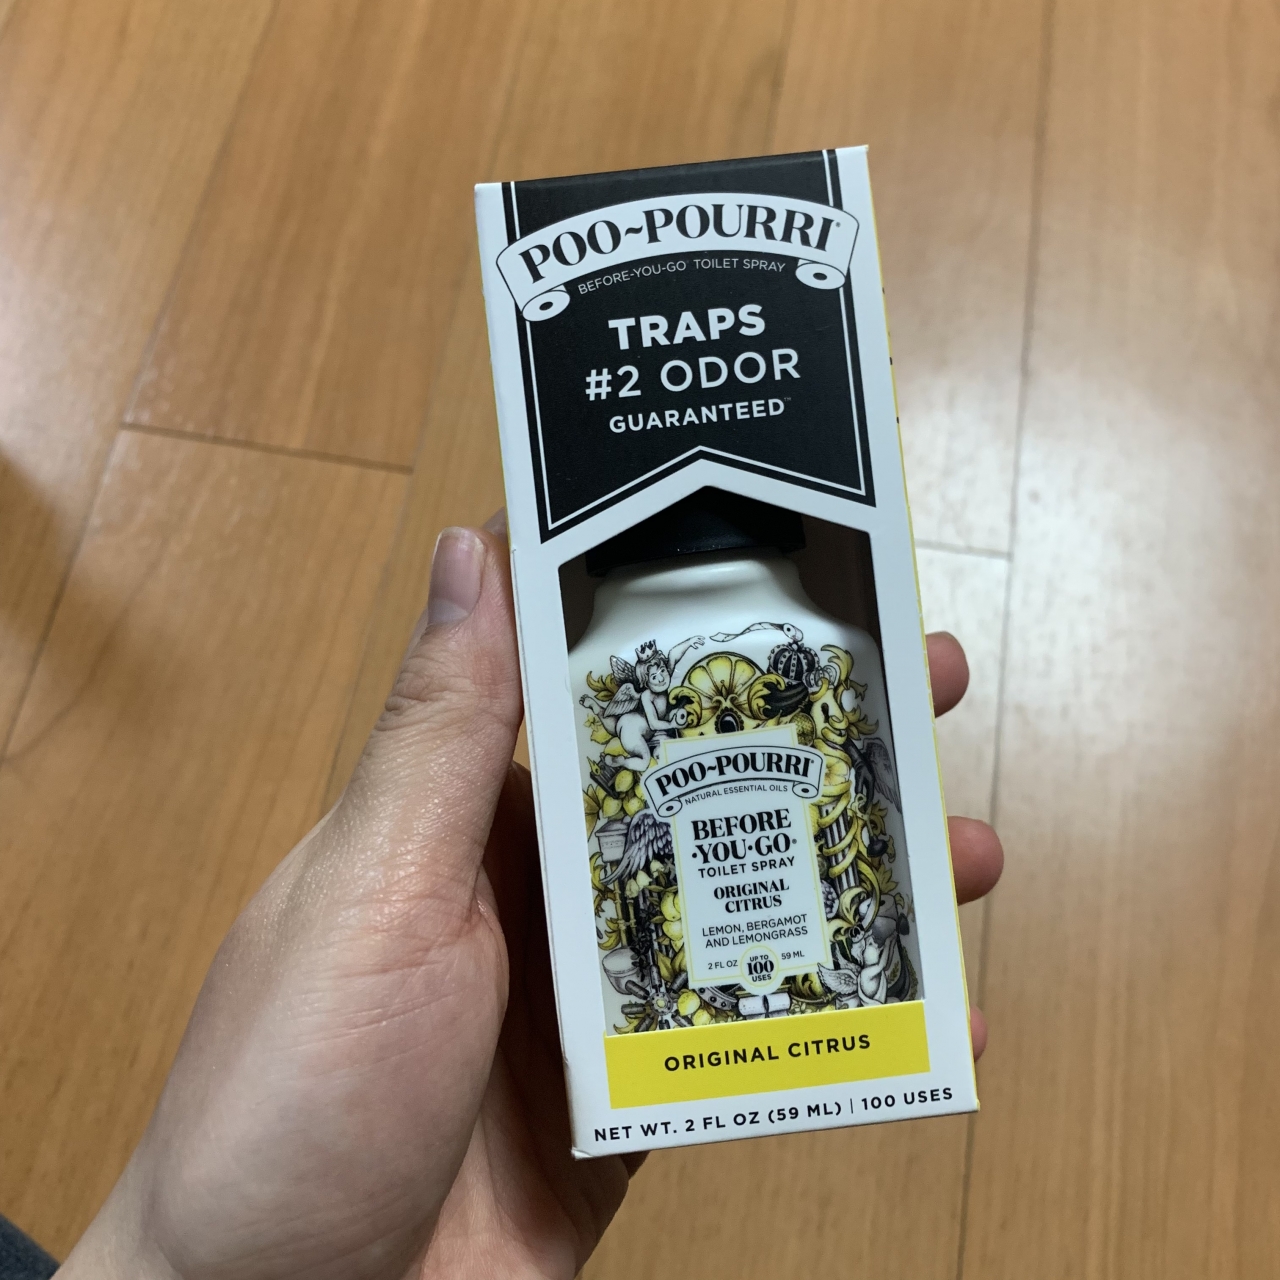 POO~POURRI®
BEFORE-YOU-GO® TOILET SPRAY
TRAPS
#2 ODOR
GUARANTEED™
POO~POURRI®
NATURAL ESSENTIAL OILS
BEFORE
·YOU·GO®
TOILET SPRAY
ORIGINAL
CITRUS
LEMON, BERGAMOT
AND LEMONGRASS
2 FL OZ UP TO 100 USES 59 ML
ORIGINAL CITRUS
NET WT. 2 FL OZ (59 ML) | 100 USES